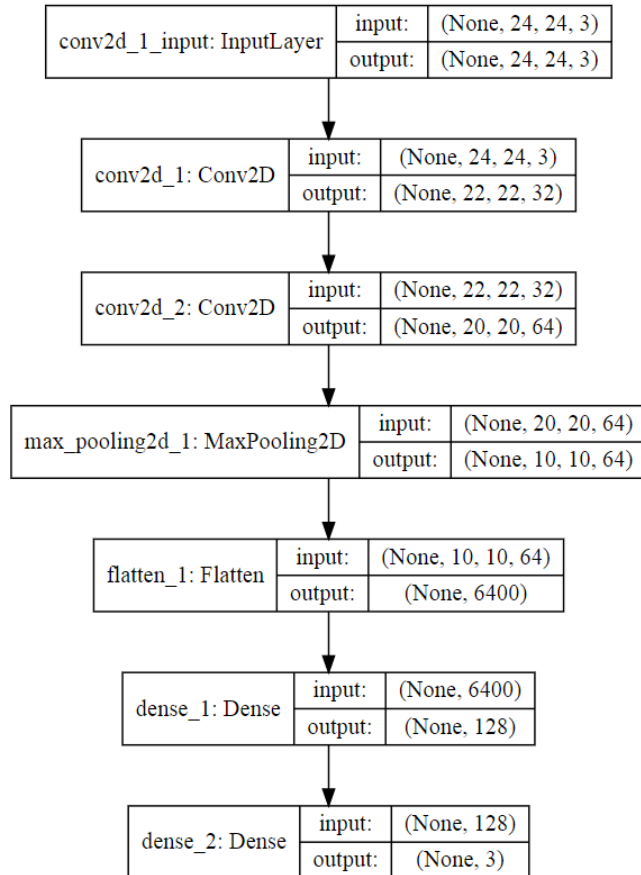 conv2d_1_input: InputLayer
input: (None, 24, 24, 3)
output: (None, 24, 24, 3)
conv2d_1: Conv2D
input: (None, 24, 24, 3)
output: (None, 22, 22, 32)
conv2d_2: Conv2D
input: (None, 22, 22, 32)
output: (None, 20, 20, 64)
max_pooling2d_1: MaxPooling2D
input: (None, 20, 20, 64)
output: (None, 10, 10, 64)
flatten_1: Flatten
input: (None, 10, 10, 64)
output: (None, 6400)
dense_1: Dense
input: (None, 6400)
output: (None, 128)
dense_2: Dense
input: (None, 128)
output: (None, 3)